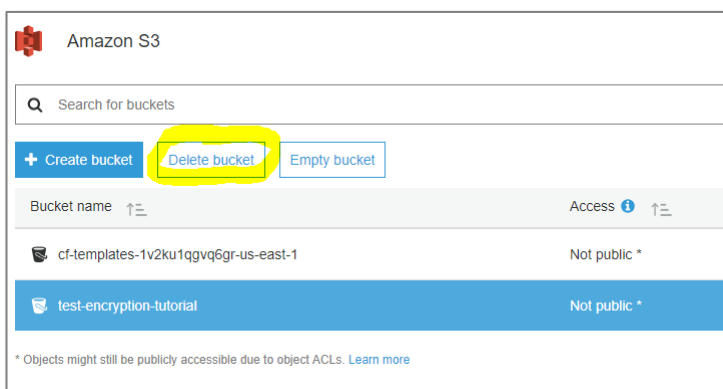 Amazon S3
Search for buckets
+ Create bucket Delete bucket Empty bucket
Bucket name Access
cf-templates-1v2ku1qgvq6gr-us-east-1 Not public *
test-encryption-tutorial Not public *
* Objects might still be publicly accessible due to object ACLs. Learn more